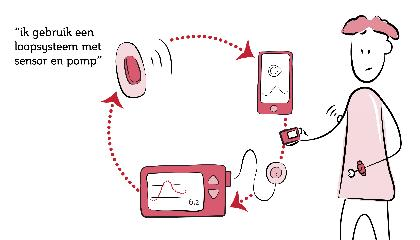 “ik gebruik een
loopsysteem met
sensor en pomp”
6.2